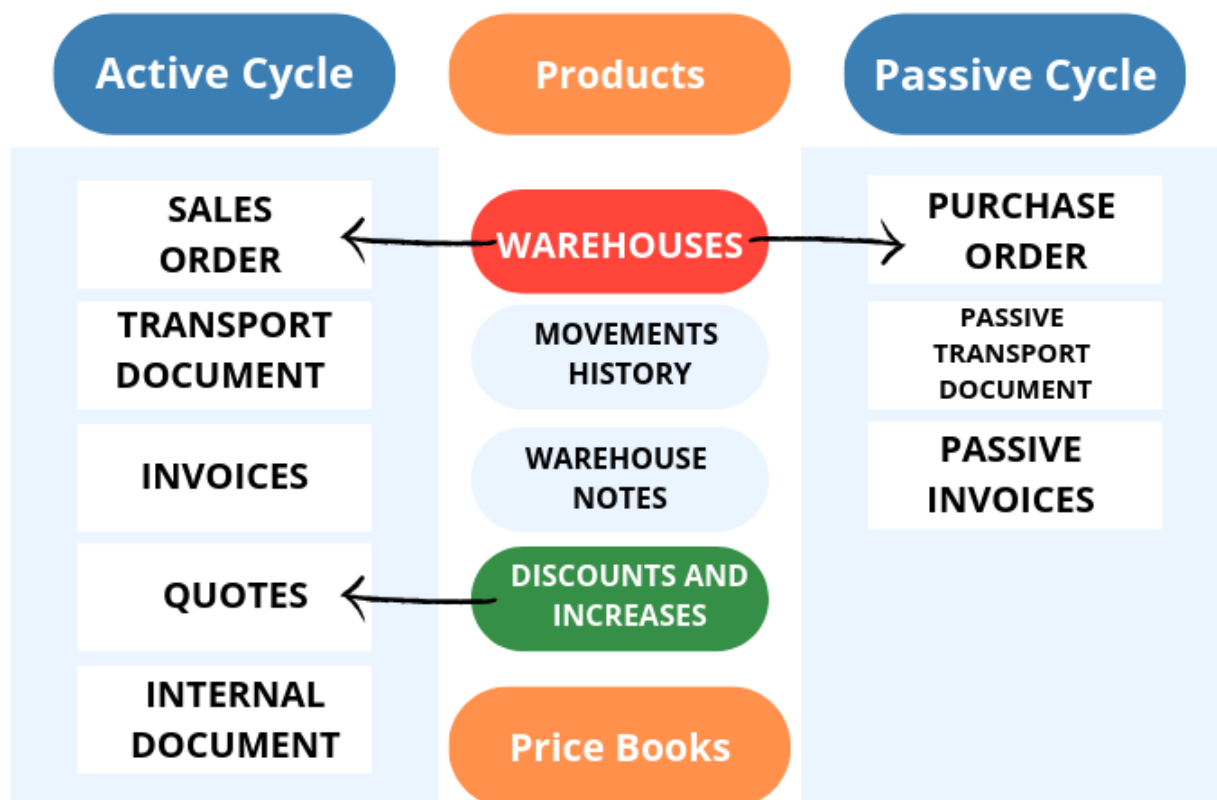 Active Cycle
Products
Passive Cycle
SALES
ORDER
TRANSPORT
DOCUMENT
INVOICES
QUOTES
INTERNAL
DOCUMENT
WAREHOUSES
MOVEMENTS
HISTORY
WAREHOUSE
NOTES
DISCOUNTS AND
INCREASES
Price Books
PURCHASE
ORDER
PASSIVE
TRANSPORT
DOCUMENT
PASSIVE
INVOICES